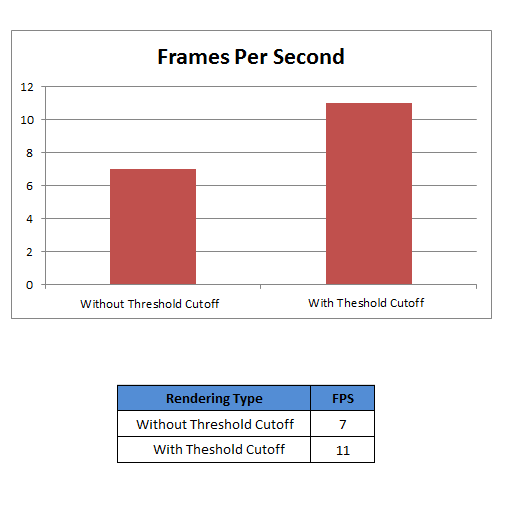 Frames Per Second
12
10
8
6
4
2
0
Without Threshold Cutoff With Theshold Cutoff
Rendering Type FPS
Without Threshold Cutoff 7
With Theshold Cutoff 11